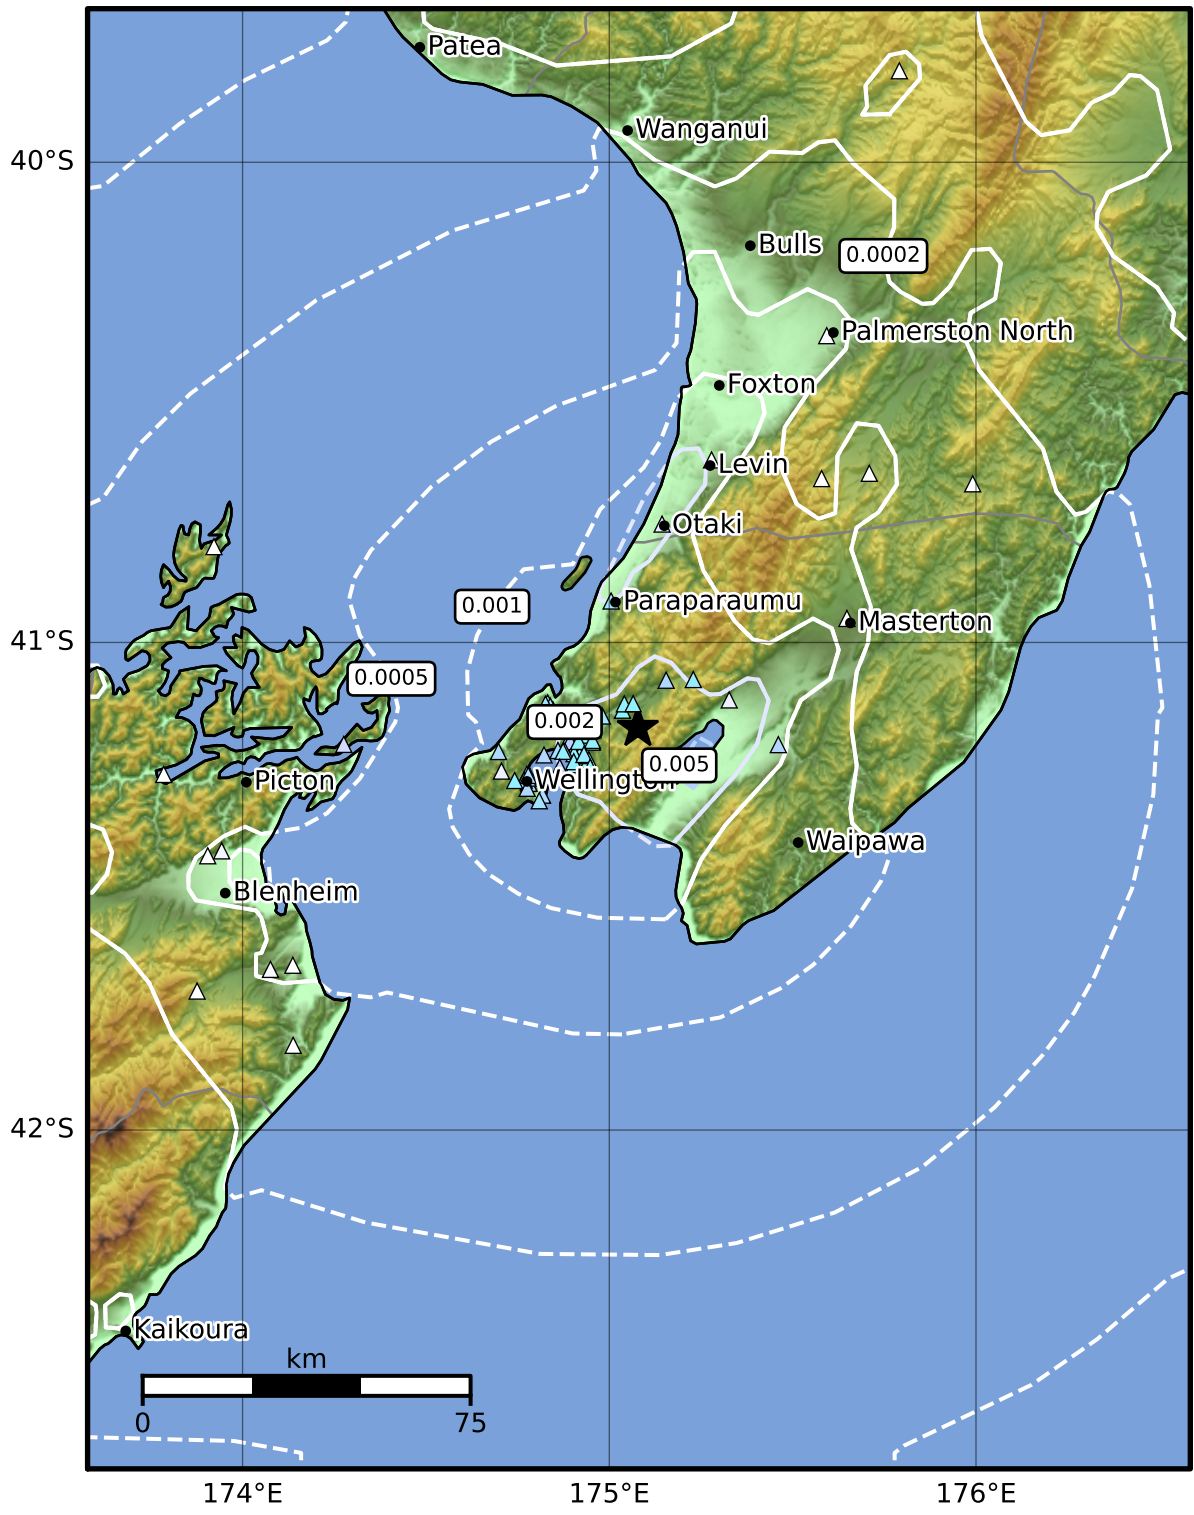 Patea
Wanganui
40°S
Bulls
0.0002
Palmerston North
Foxton
Levin
Otaki
0.001
Paraparaumu
Masterton
41°S
0.0005
0.002
0.005
Picton
Wellington
Waipawa
Blenheim
42°S
Kaikoura
km
0
75
174°E
175°E
176°E